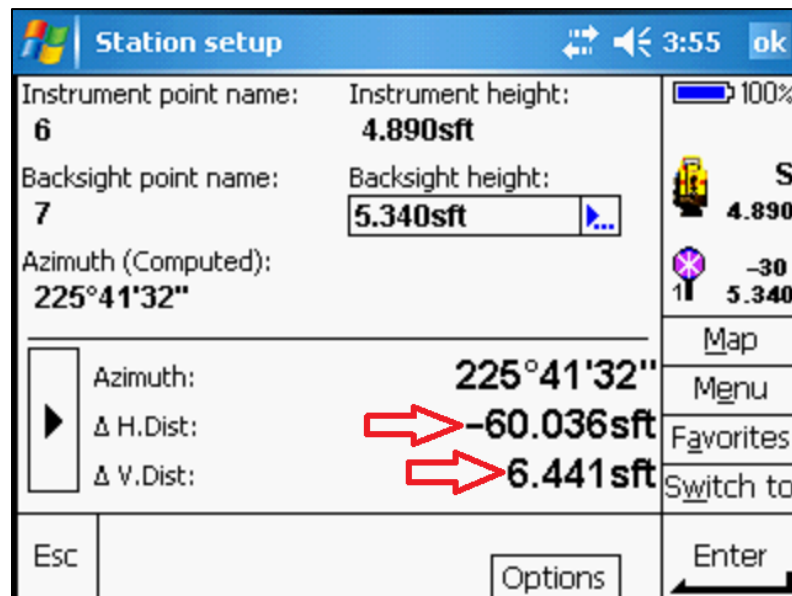 Station setup 3:55 ok
Instrument point name: Instrument height:
6 4.890sft
Backsight point name: Backsight height:
7 5.340sft
Azimuth (Computed):
225°41'32"
Azimuth: 225°41'32"
Δ H.Dist: -60.036sft
Δ V.Dist: 6.441sft
Esc
Options
100%
S
4.890
-30
1 5.340
Map
Menu
Favorites
Switch to
Enter